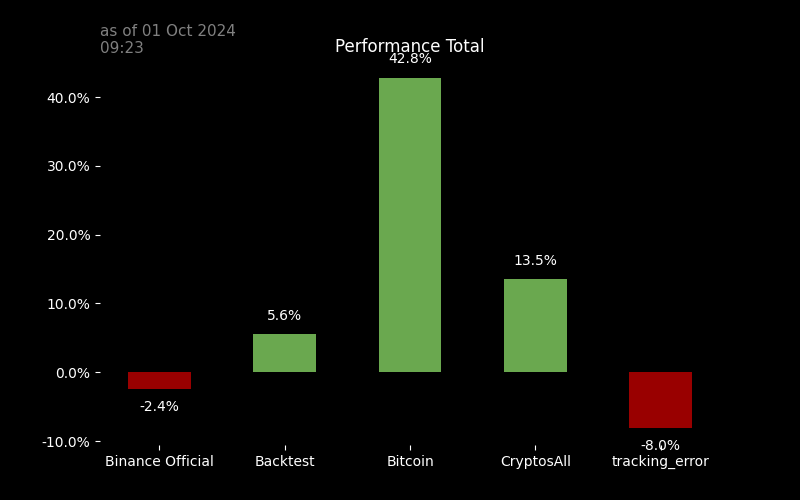 as of 01 Oct 2024
09:23
Performance Total
42.8%
40.0%
30.0%
20.0%
13.5%
10.0%
5.6%
0.0%
-2.4%
-10.0%
-8.0%
Binance Official
Backtest
Bitcoin
CryptosAll
tracking_error